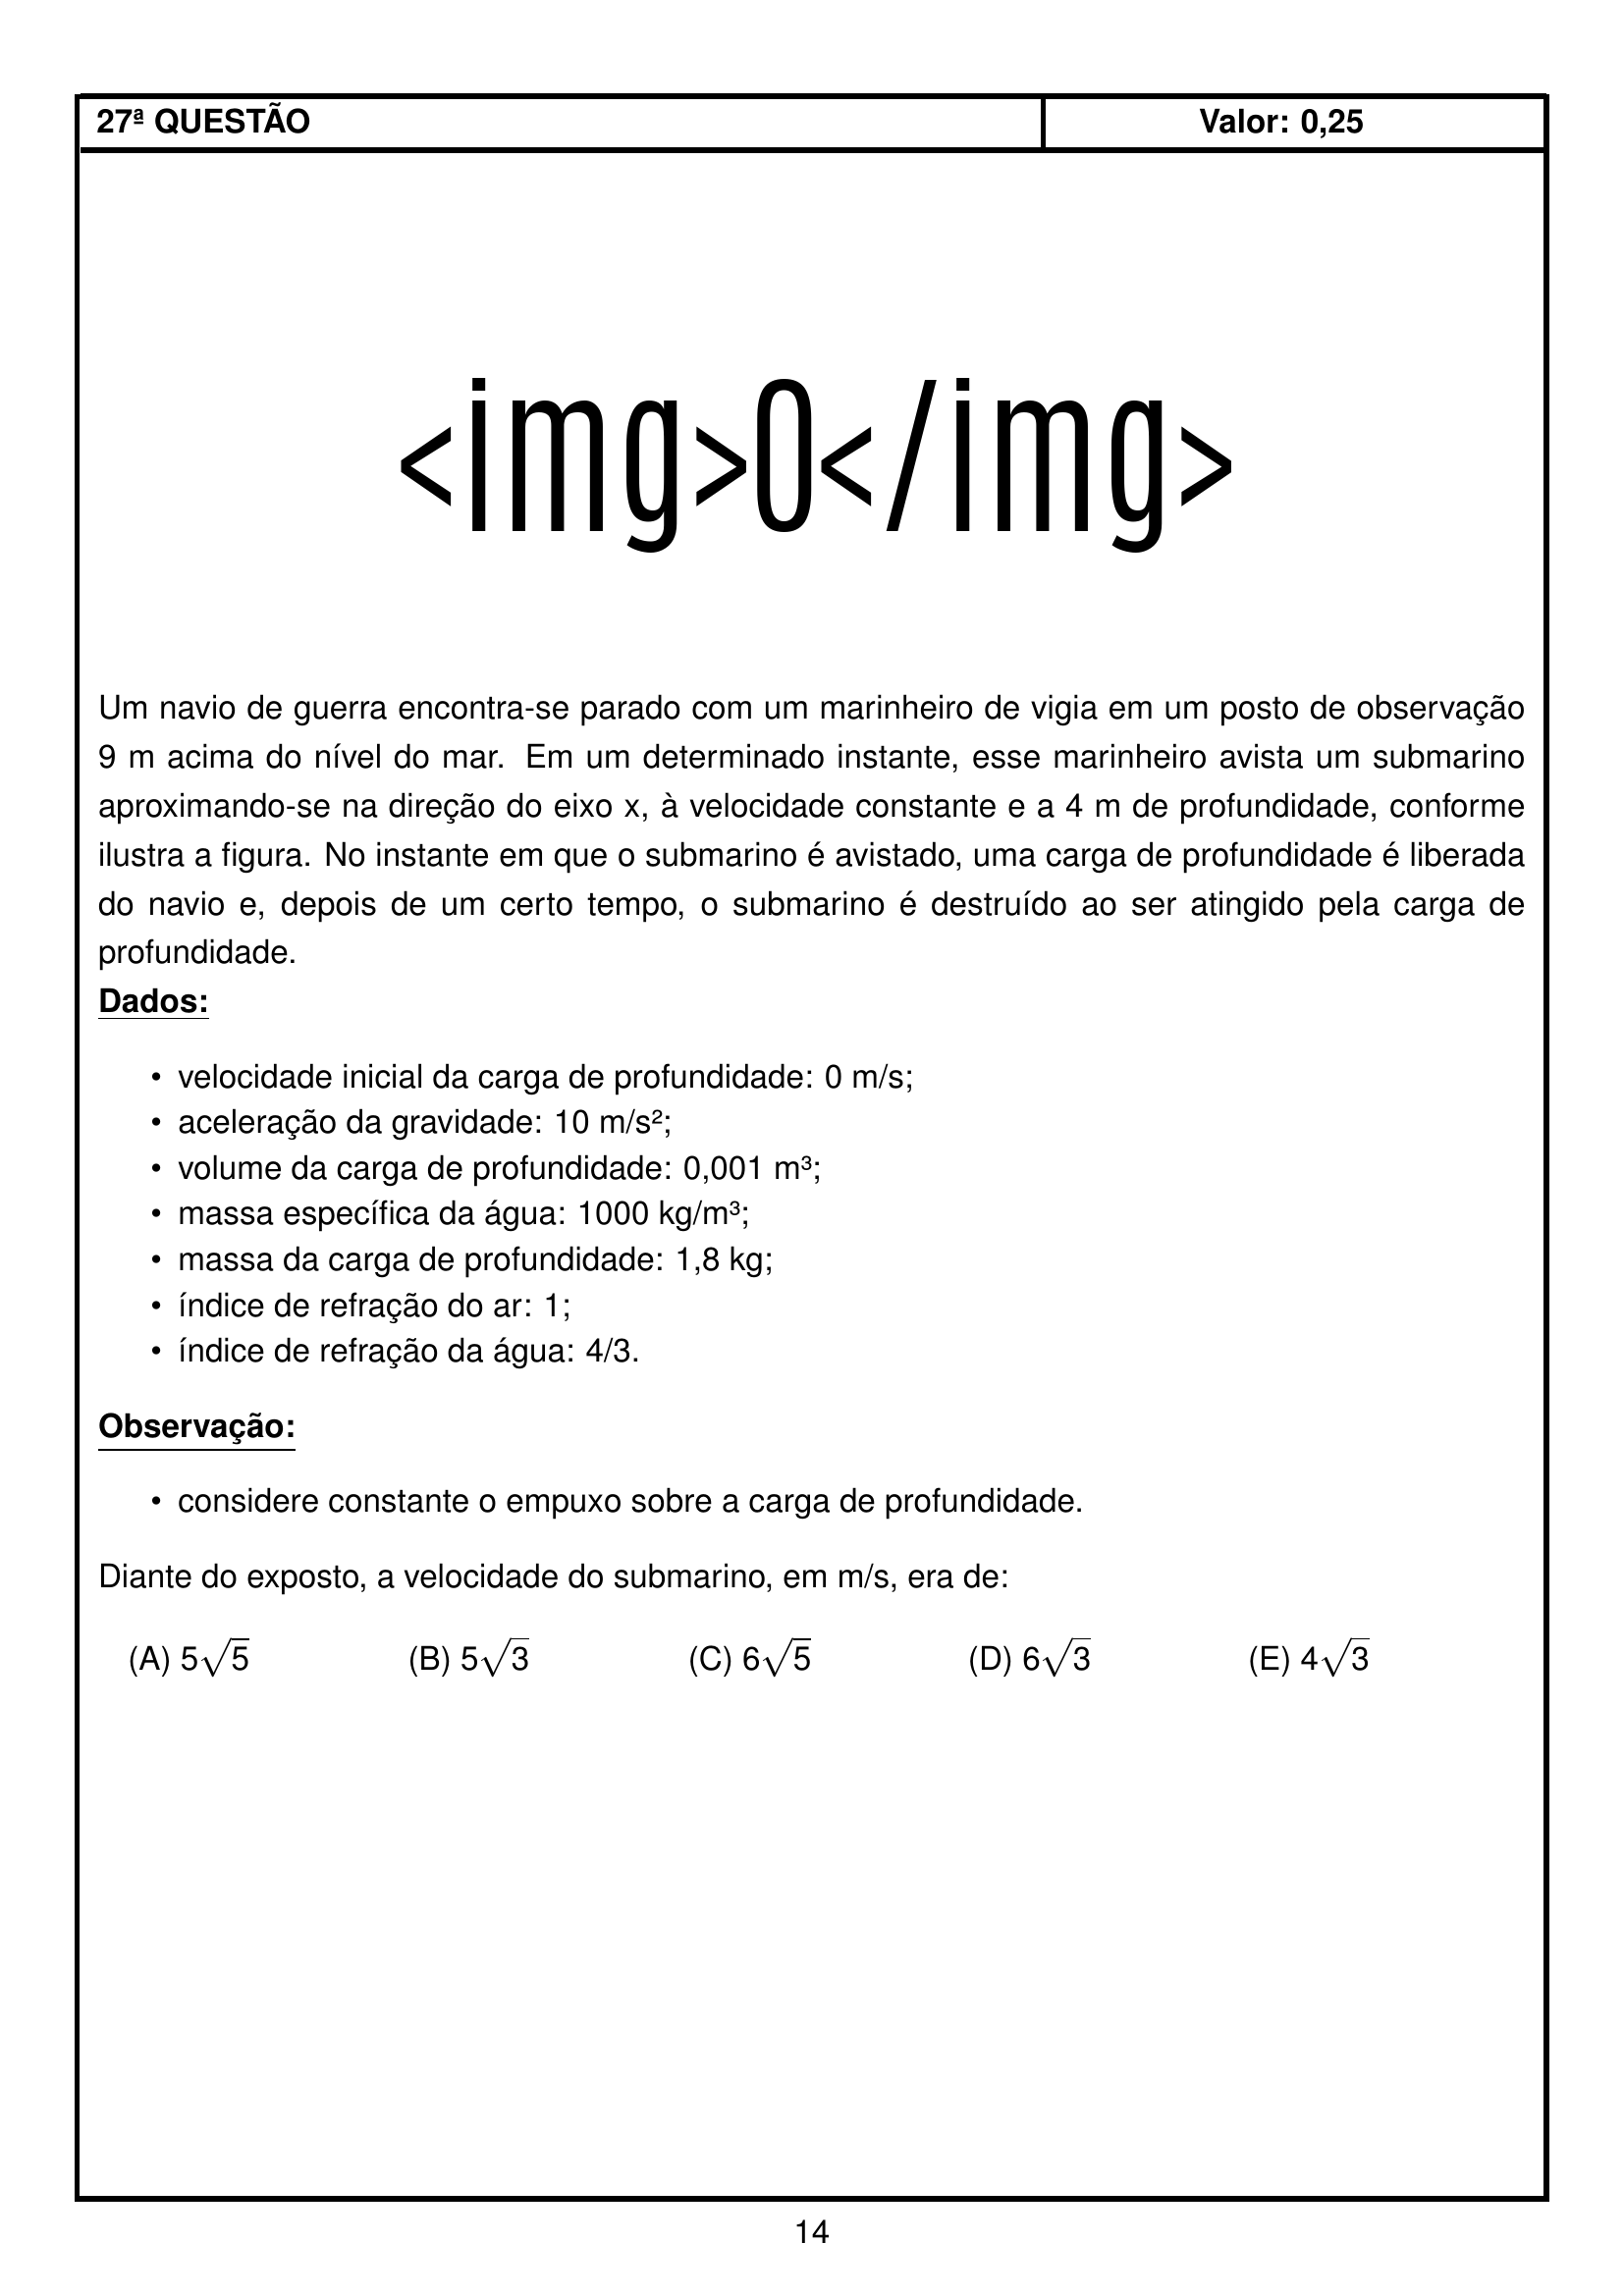 27ª QUESTÃO
Valor: 0,25
<img>0</img>
Um navio de guerra encontra-se parado com um marinheiro de vigia em um posto de observação
9 m acima do nível do mar. Em um determinado instante, esse marinheiro avista um submarino
aproximando-se na direção do eixo x, à velocidade constante e a 4 m de profundidade, conforme
ilustra a figura. No instante em que o submarino é avistado, uma carga de profundidade é liberada
do navio e, depois de um certo tempo, o submarino é destruído ao ser atingido pela carga de
profundidade.
Dados:
• velocidade inicial da carga de profundidade: 0 m/s;
• aceleração da gravidade: 10 m/s²;
• volume da carga de profundidade: 0,001 m³;
• massa específica da água: 1000 kg/m³;
• massa da carga de profundidade: 1,8 kg;
• índice de refração do ar: 1;
• índice de refração da água: 4/3.
Observação:
• considere constante o empuxo sobre a carga de profundidade.
Diante do exposto, a velocidade do submarino, em m/s, era de:
(A) 5√5 (B) 5√3 (C) 6√5 (D) 6√3 (E) 4√3
14